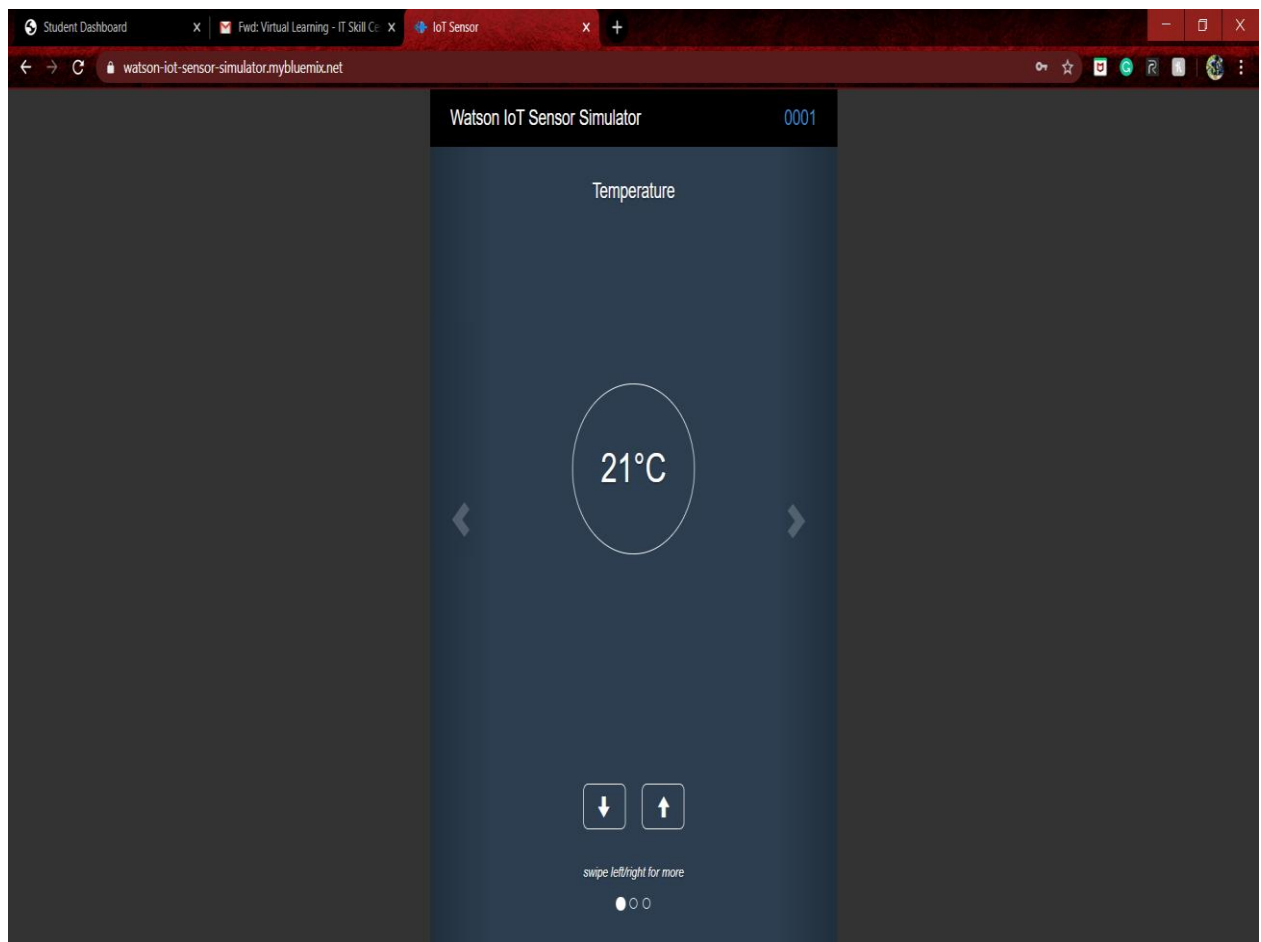 Student Dashboard
Fwd: Virtual Learning - IT Skill Ce
IoT Sensor
watson-iot-sensor-simulator.mybluemix.net
Watson IoT Sensor Simulator 0001
Temperature
21°C
swipe left/right for more